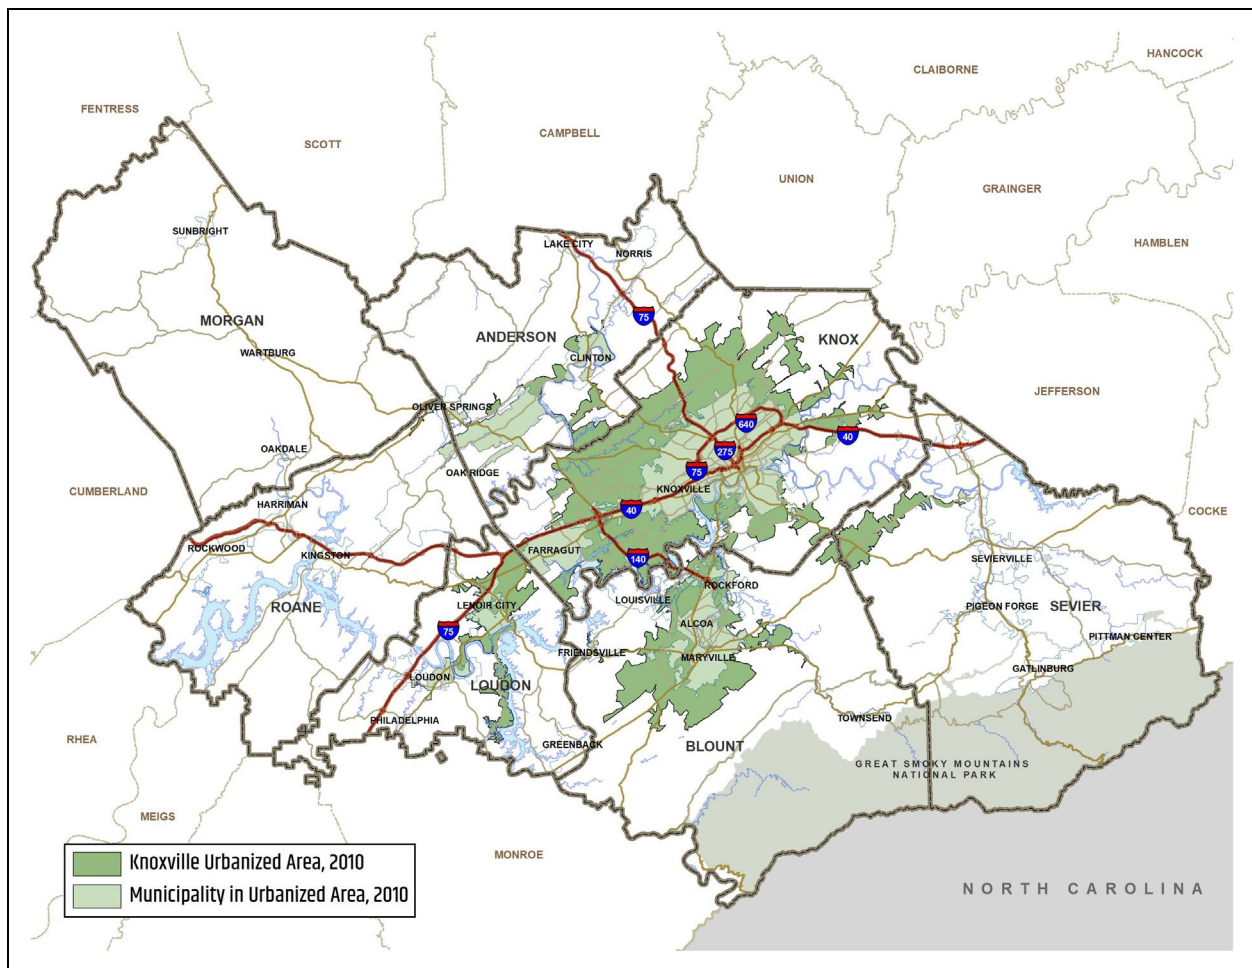 HANCOCK
CLAIBORNE
FENTRESS
CAMPBELL
SCOTT
UNION
GRAINGER
HAMBLEN
SUNBRIGHT
LAKE CITY
NORRIS
75
MORGAN
ANDERSON
KNOX
WARTBURG
CLINTON
JEFFERSON
OLIVER SPRINGS
640
40
OAKDALE
275
OAK RIDGE
75
CUMBERLAND
KNOXVILLE
HARRIMAN
40
COCKE
ROCKWOOD
KINGSTON
FARRAGUT
140
SEVIERVILLE
ROCKFORD
LOUISVILLE
ROANE
LENOIR CITY
PIGEON FORGE
SEVIER
ALCOA
75
PITTMAN CENTER
FRIENDSVILLE
MARYVILLE
GATLINBURG
LOUDON
LOUDON
PHILADELPHIA
TOWNSEND
RHEA
GREENBACK
BLOUNT
GREAT SMOKY MOUNTAINS
NATIONAL PARK
MEIGS
MONROE
Knoxville Urbanized Area, 2010
Municipality in Urbanized Area, 2010
NORTH CAROLINA